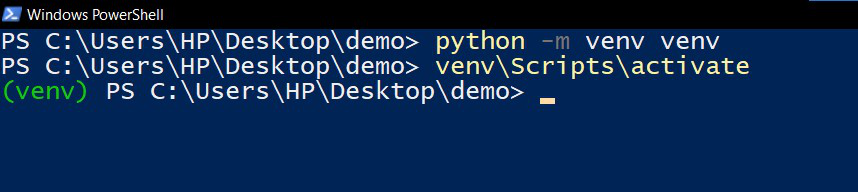 Windows PowerShell
PS C:\Users\HP\Desktop\demo> python -m venv venv
PS C:\Users\HP\Desktop\demo> venv\Scripts\activate
(venv) PS C:\Users\HP\Desktop\demo>